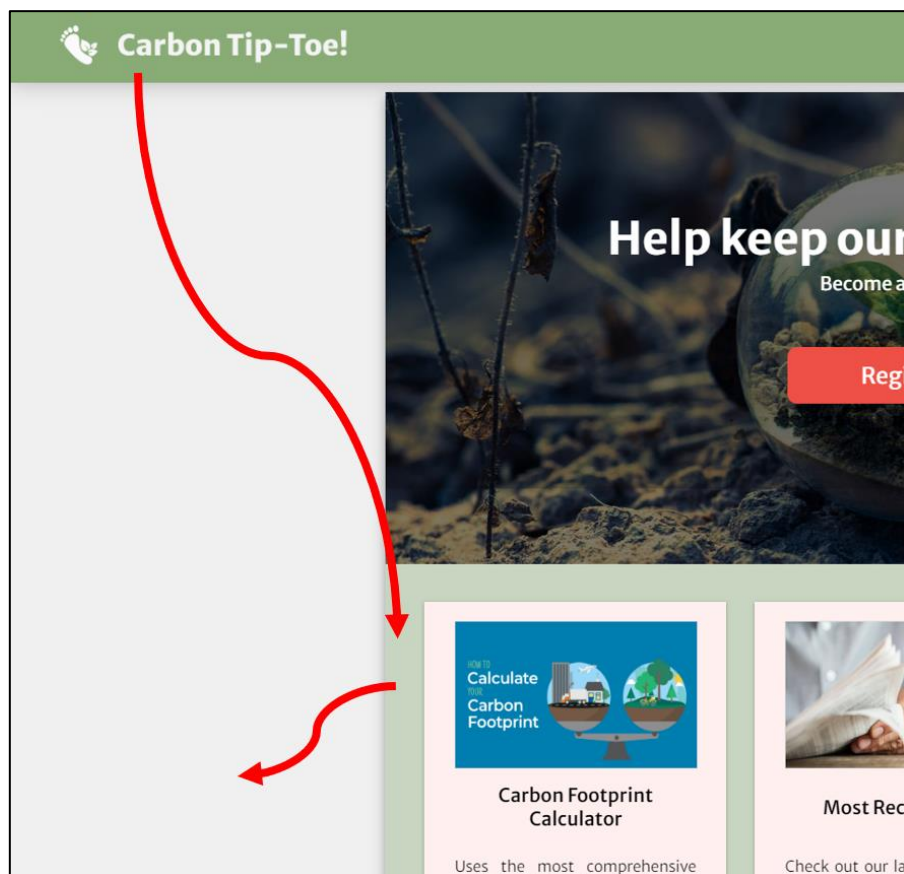 Carbon Tip-Toe!
Help keep our
Become a
Regi
HOW TO
Calculate
YOUR
Carbon
Footprint
Carbon Footprint
Calculator
Most Rec
Uses the most comprehensive
Check out our la